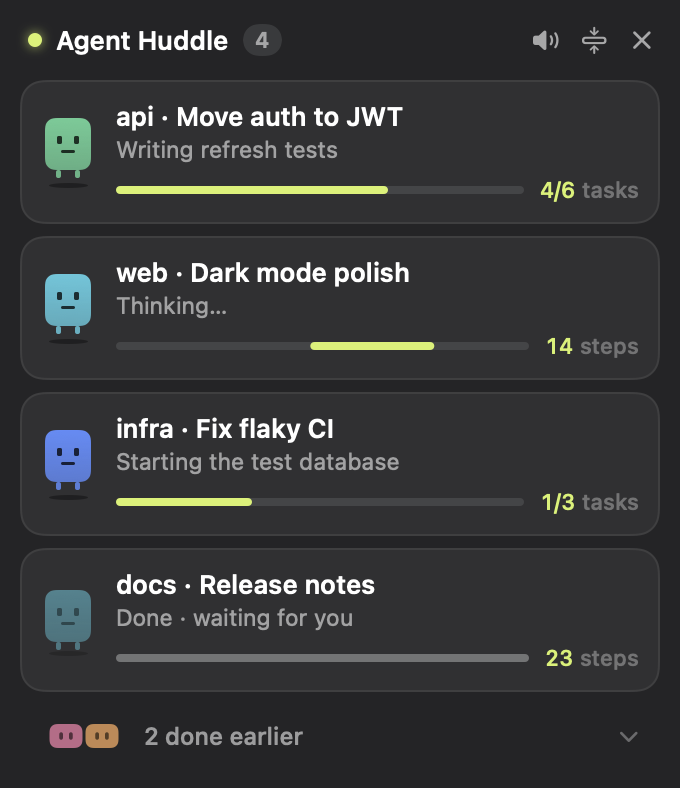 Agent Huddle 4
api · Move auth to JWT
Writing refresh tests
4/6 tasks
web · Dark mode polish
Thinking...
14 steps
infra · Fix flaky CI
Starting the test database
1/3 tasks
docs · Release notes
Done · waiting for you
23 steps
2 done earlier